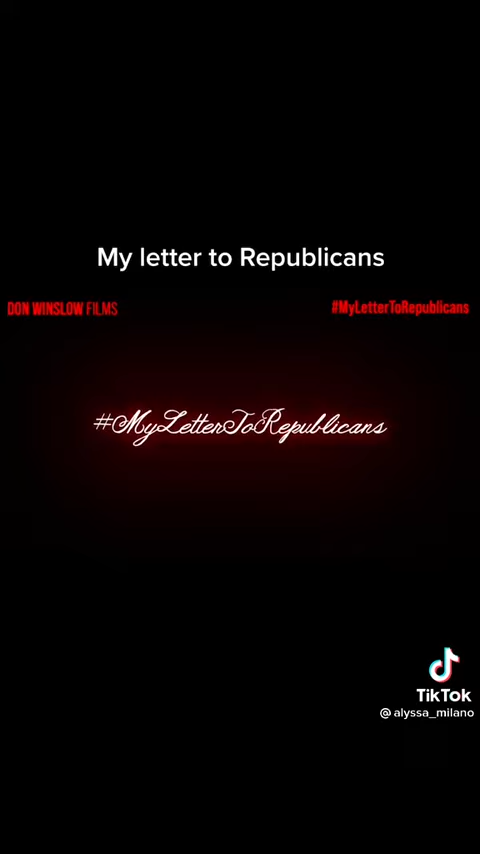 My letter to Republicans
DON WINSLOW FILMS
#MyLetterToRepublicans
#MyLetterToRepublicans
TikTok
@alyssa_milano